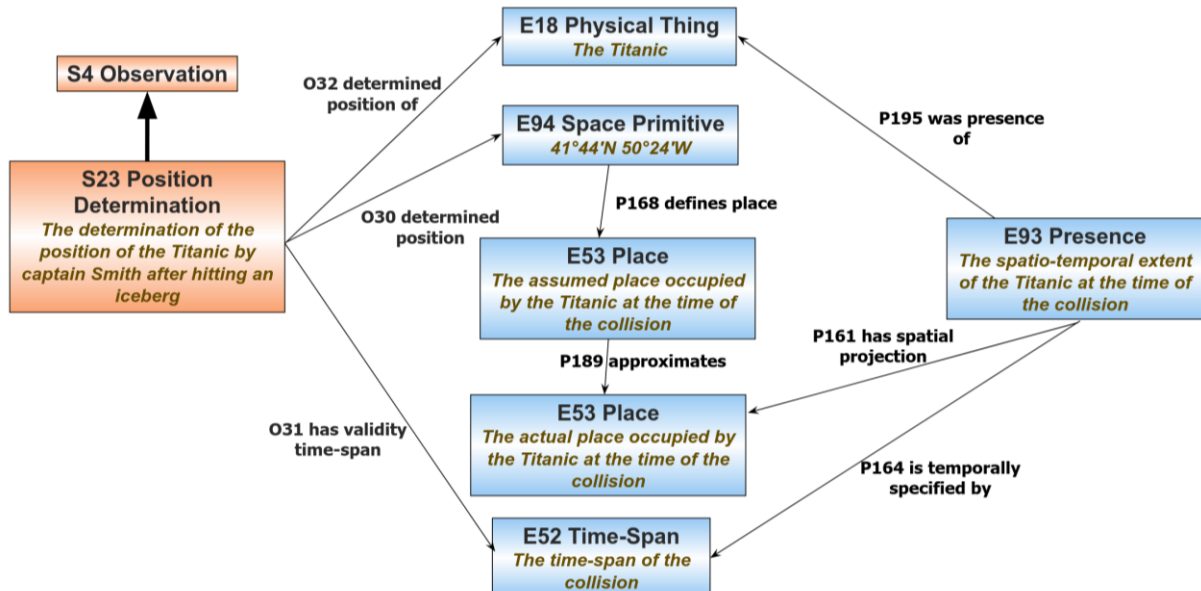 E18 Physical Thing
The Titanic
S4 Observation
O32 determined
position of
P195 was presence
of
E94 Space Primitive
41°44'N 50°24'W
S23 Position
Determination
The determination of the
position of the Titanic by
captain Smith after hitting an
iceberg
O30 determined
position
P168 defines place
E53 Place
The assumed place occupied
by the Titanic at the time of
the collision
E93 Presence
The spatio-temporal extent
of the Titanic at the time of
the collision
P161 has spatial
projection
P189 approximates
E53 Place
The actual place occupied by
the Titanic at the time of the
collision
O31 has validity
time-span
P164 is temporally
specified by
E52 Time-Span
The time-span of the
collision